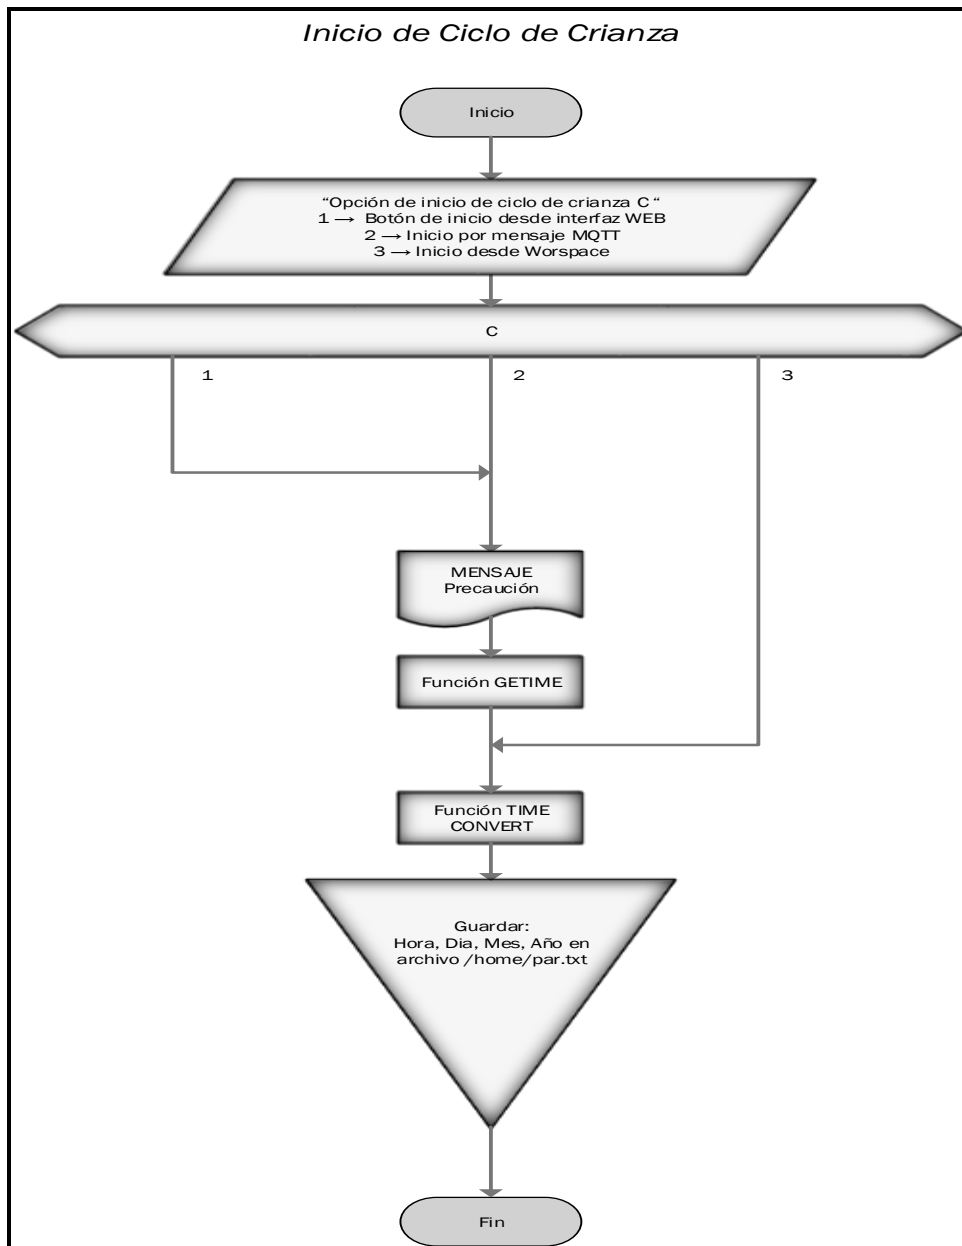 Inicio de Ciclo de Crianza
Inicio
“Opción de inicio de ciclo de crianza C “
1 → Botón de inicio desde interfaz WEB
2 → Inicio por mensaje MQTT
3 → Inicio desde Worspace
C
1
2
3
MENSAJE
Precaución
Función GETIME
Función TIME
CONVERT
Guardar:
Hora, Dia, Mes, Año en
archivo /home/par.txt
Fin